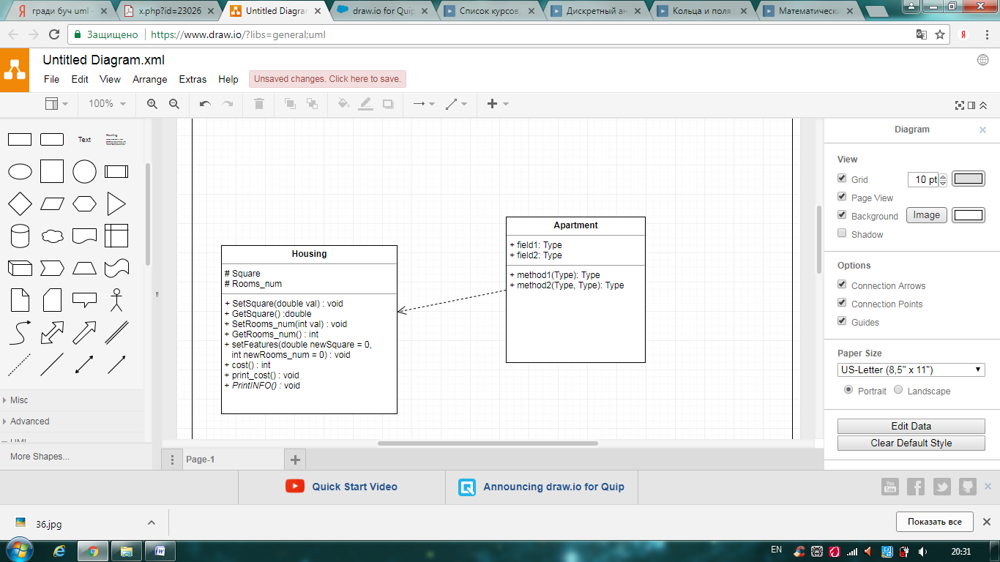 гради буч uml -
x.php?id=23026
Untitled Diagra
draw.io for Quip
Список курсов,
Дискретный ан
Кольца и поля
Математически
Защищено
https://www.draw.io/?libs=general;uml
Untitled Diagram.xml
File Edit View Arrange Extras Help
Unsaved changes. Click here to save.
100%
Text
Housing
Misc
Advanced
UML
More Shapes...
Housing
# Square
# Rooms_num
+ SetSquare(double val) : void
+ GetSquare() :double
+ SetRooms_num(int val) : void
+ GetRooms_num() : int
+ setFeatures(double newSquare = 0,
int newRooms_num = 0) : void
+ cost() : int
+ print_cost() : void
+ PrintINFO() : void
Apartment
+ field1: Type
+ field2: Type
+ method1(Type): Type
+ method2(Type, Type): Type
Diagram
View
Grid
10 pt
Page View
Background
Image
Shadow
Options
Connection Arrows
Connection Points
Guides
Paper Size
US-Letter (8,5" x 11")
Portrait Landscape
Edit Data
Clear Default Style
Page-1
Quick Start Video
Announcing draw.io for Quip
36.jpg
Показать все
EN
20:31